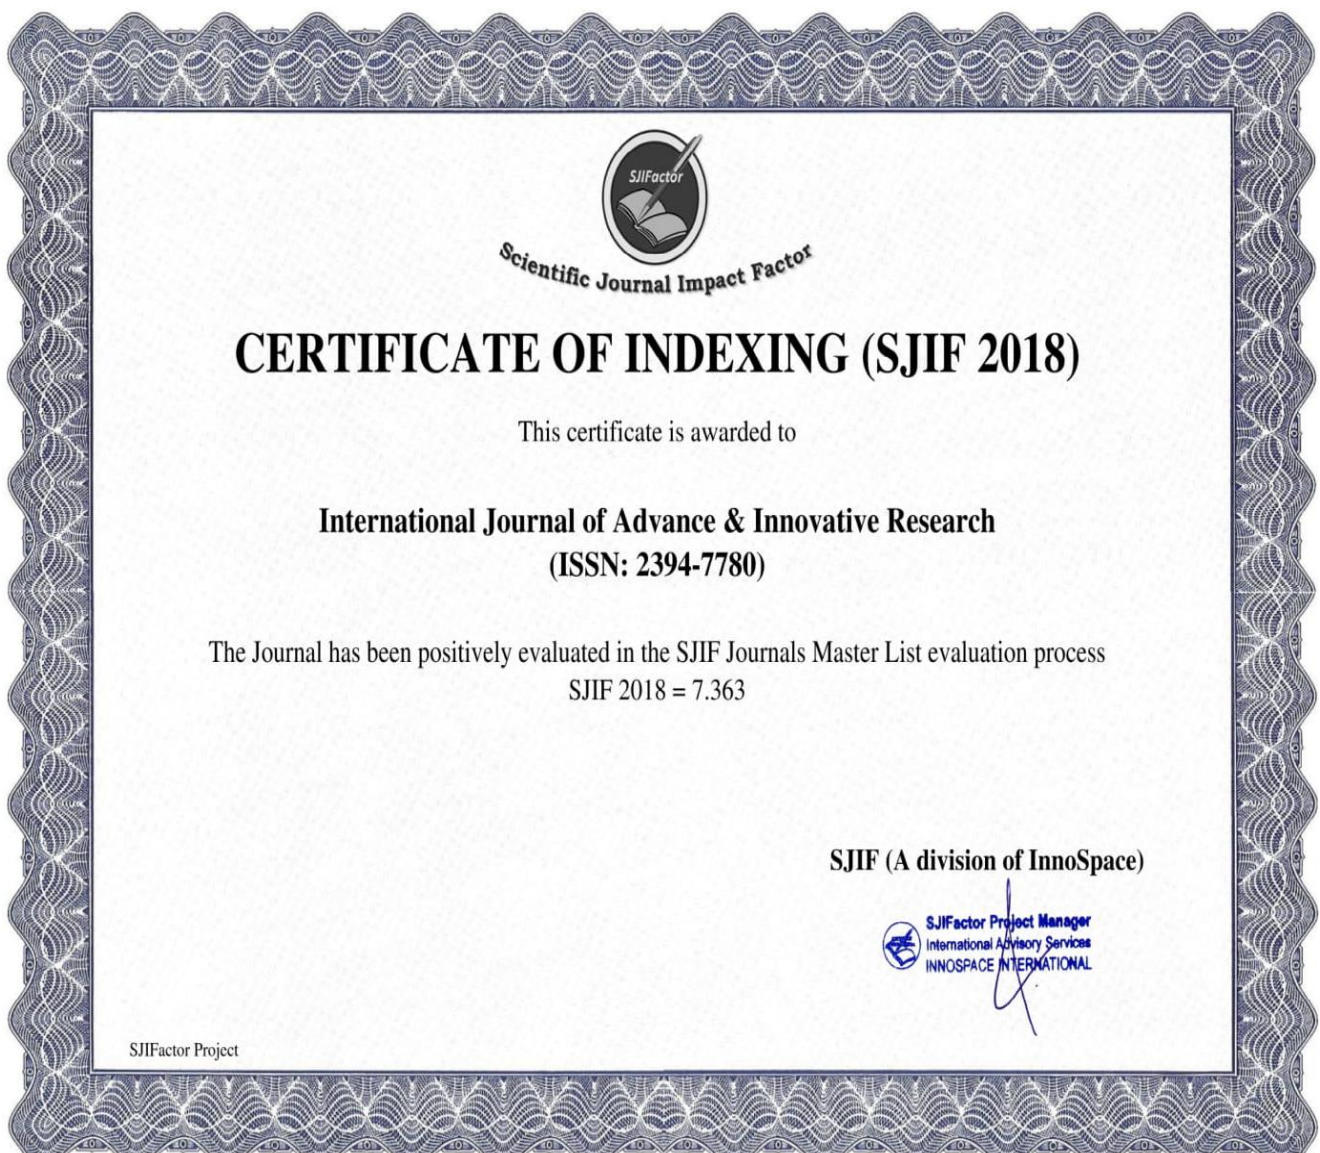 SJIFactor
Scientific Journal Impact Factor
CERTIFICATE OF INDEXING (SJIF 2018)
This certificate is awarded to
International Journal of Advance & Innovative Research
(ISSN: 2394-7780)
The Journal has been positively evaluated in the SJIF Journals Master List evaluation process
SJIF 2018 = 7.363
SJIF (A division of InnoSpace)
SJIFactor Project Manager
International Advisory Services
INNOSPACE INTERNATIONAL
SJIFactor Project